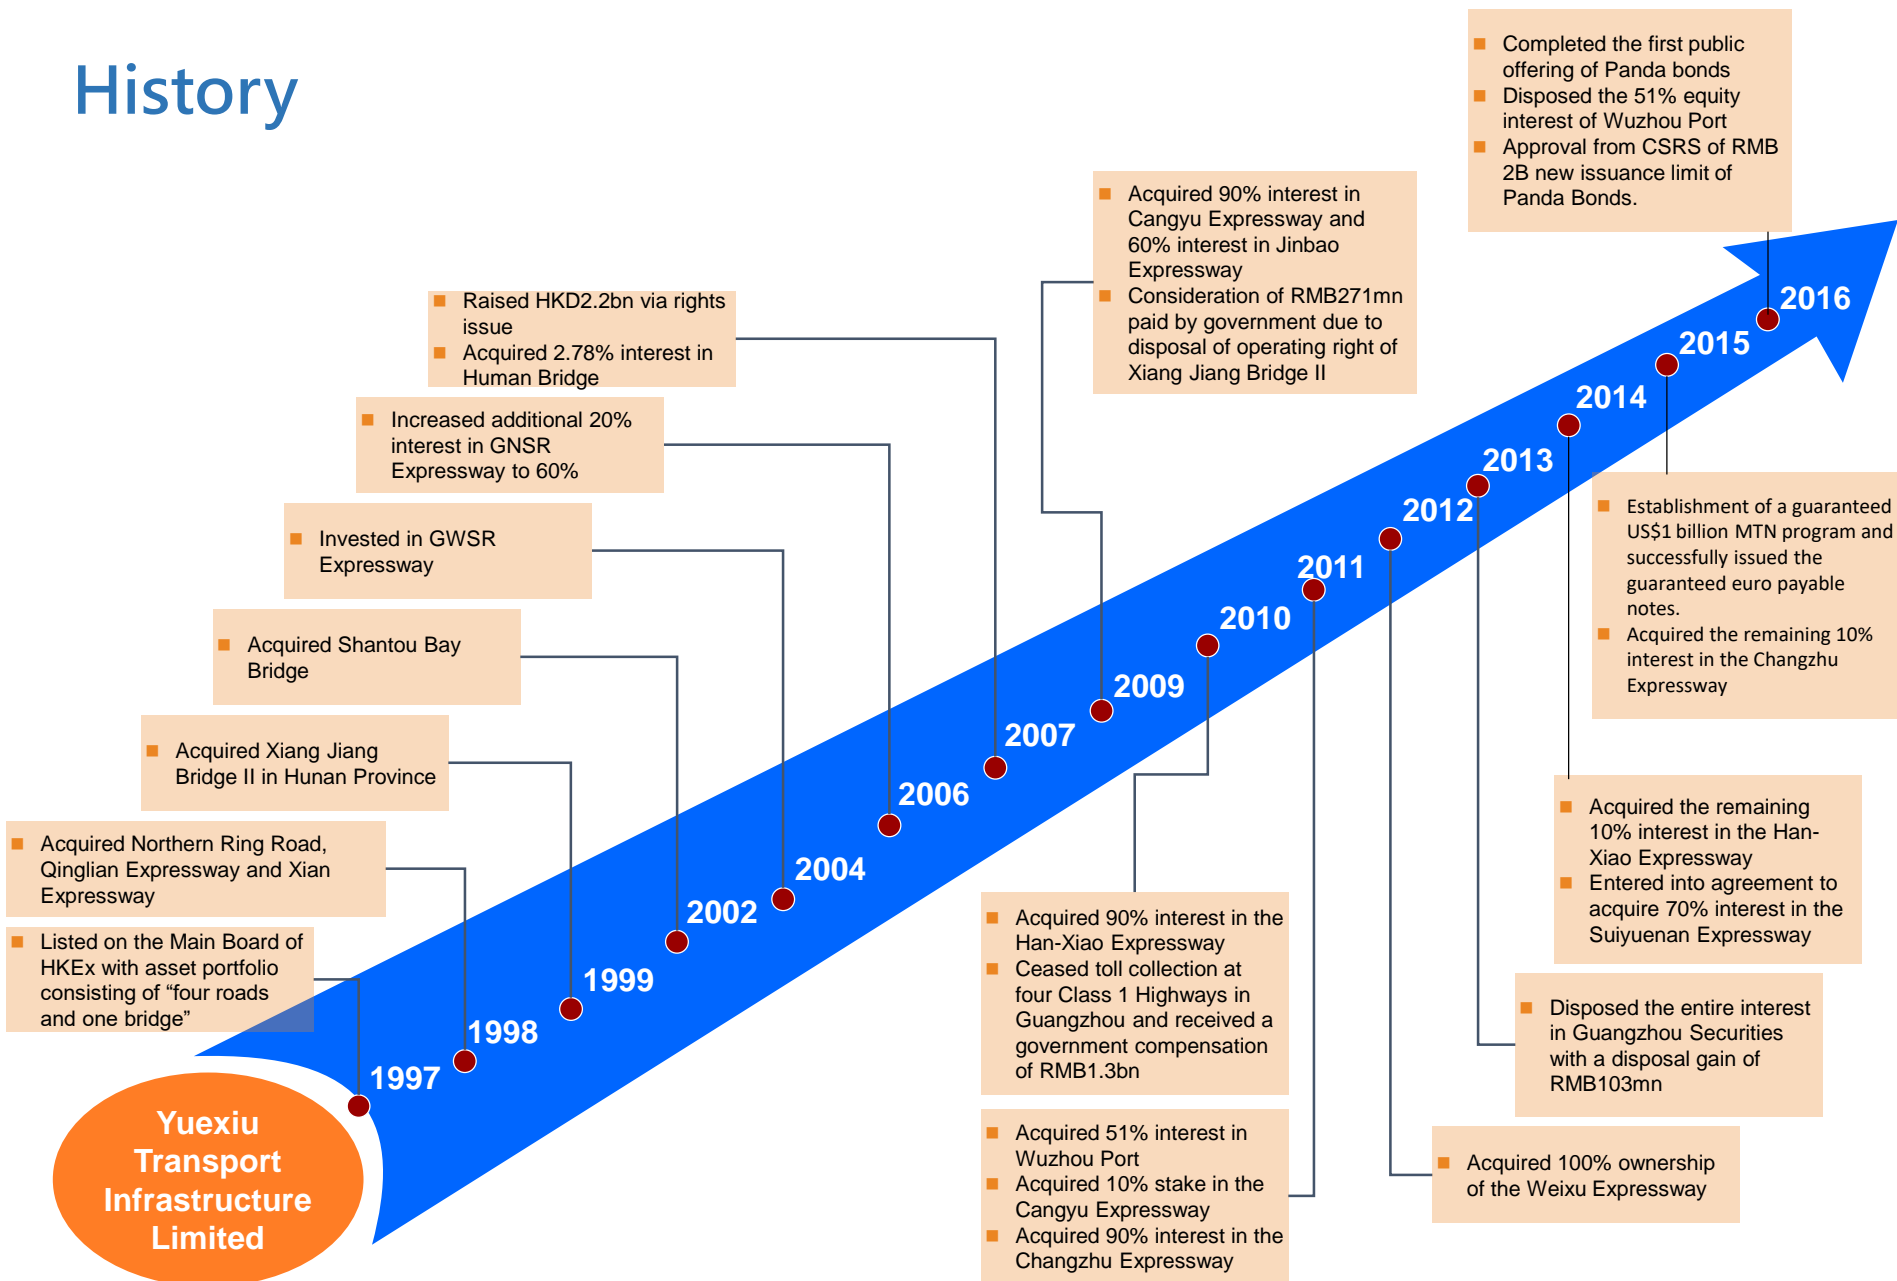 History
Completed the first public
offering of Panda bonds
Disposed the 51% equity
interest of Wuzhou Port
Approval from CSRS of RMB
2B new issuance limit of
Panda Bonds.
Acquired 90% interest in
Cangyu Expressway and
60% interest in Jinbao
Expressway
Consideration of RMB271mn
paid by government due to
disposal of operating right of
Xiang Jiang Bridge II
Raised HKD2.2bn via rights
issue
Acquired 2.78% interest in
Human Bridge
Increased additional 20%
interest in GNSR
Expressway to 60%
Invested in GWSR
Expressway
Acquired Shantou Bay
Bridge
Acquired Xiang Jiang
Bridge II in Hunan Province
Acquired Northern Ring Road,
Qinglian Expressway and Xian
Expressway
Listed on the Main Board of
HKEx with asset portfolio
consisting of “four roads
and one bridge”
Yuexiu
Transport
Infrastructure
Limited
1997
1998
1999
2002
2004
2006
2007
2009
2010
2011
2012
2013
2014
2015
2016
Establishment of a guaranteed
US$1 billion MTN program and
successfully issued the
guaranteed euro payable
notes.
Acquired the remaining 10%
interest in the Changzhu
Expressway
Acquired the remaining
10% interest in the Han-
Xiao Expressway
Entered into agreement to
acquire 70% interest in the
Suiyuenan Expressway
Disposed the entire interest
in Guangzhou Securities
with a disposal gain of
RMB103mn
Acquired 100% ownership
of the Weixu Expressway
Acquired 90% interest in the
Han-Xiao Expressway
Ceased toll collection at
four Class 1 Highways in
Guangzhou and received a
government compensation
of RMB1.3bn
Acquired 51% interest in
Wuzhou Port
Acquired 10% stake in the
Cangyu Expressway
Acquired 90% interest in the
Changzhu Expressway